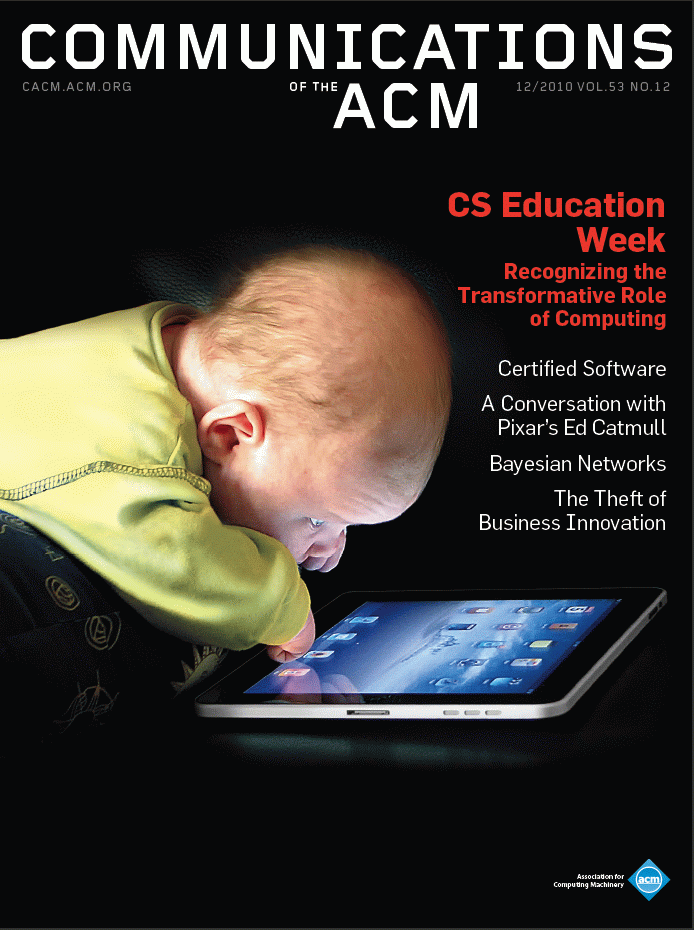 COMMUNICATIONS
CACM.ACM.ORG
OF THE
ACM
12/2010 VOL.53 NO.12
CS Education
Week
Recognizing the
Transformative Role
of Computing
Certified Software
A Conversation with
Pixar's Ed Catmull
Bayesian Networks
The Theft of
Business Innovation
Association for
Computing Machinery
acm